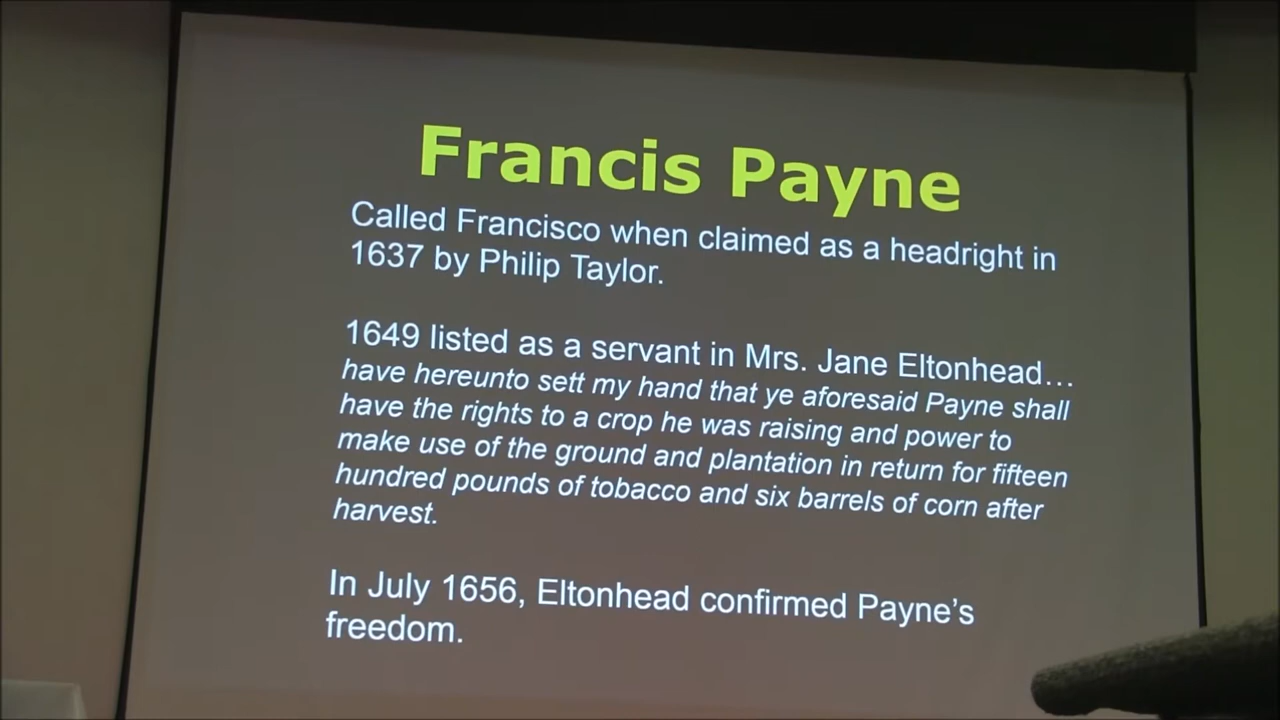 Francis Payne
Called Francisco when claimed as a headright in
1637 by Philip Taylor.
1649 listed as a servant in Mrs. Jane Eltonhead…
have hereunto sett my hand that ye aforesaid Payne shall
have the rights to a crop he was raising and power to
make use of the ground and plantation in return for fifteen
hundred pounds of tobacco and six barrels of corn after
harvest.
In July 1656, Eltonhead confirmed Payne’s
freedom.